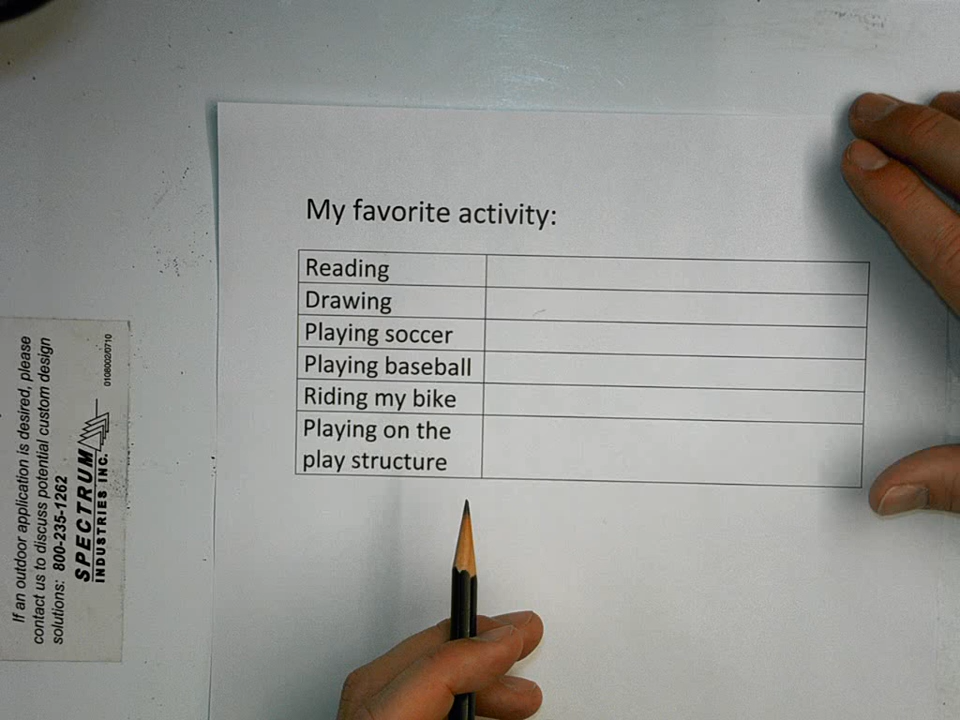 My favorite activity:
Reading
Drawing
Playing soccer
Playing baseball
Riding my bike
Playing on the
play structure
If an outdoor application is desired, please
contact us to discuss potential custom design
solutions: 800-235-1262
SPECTRUM
INDUSTRIES INC.
0108002/0710